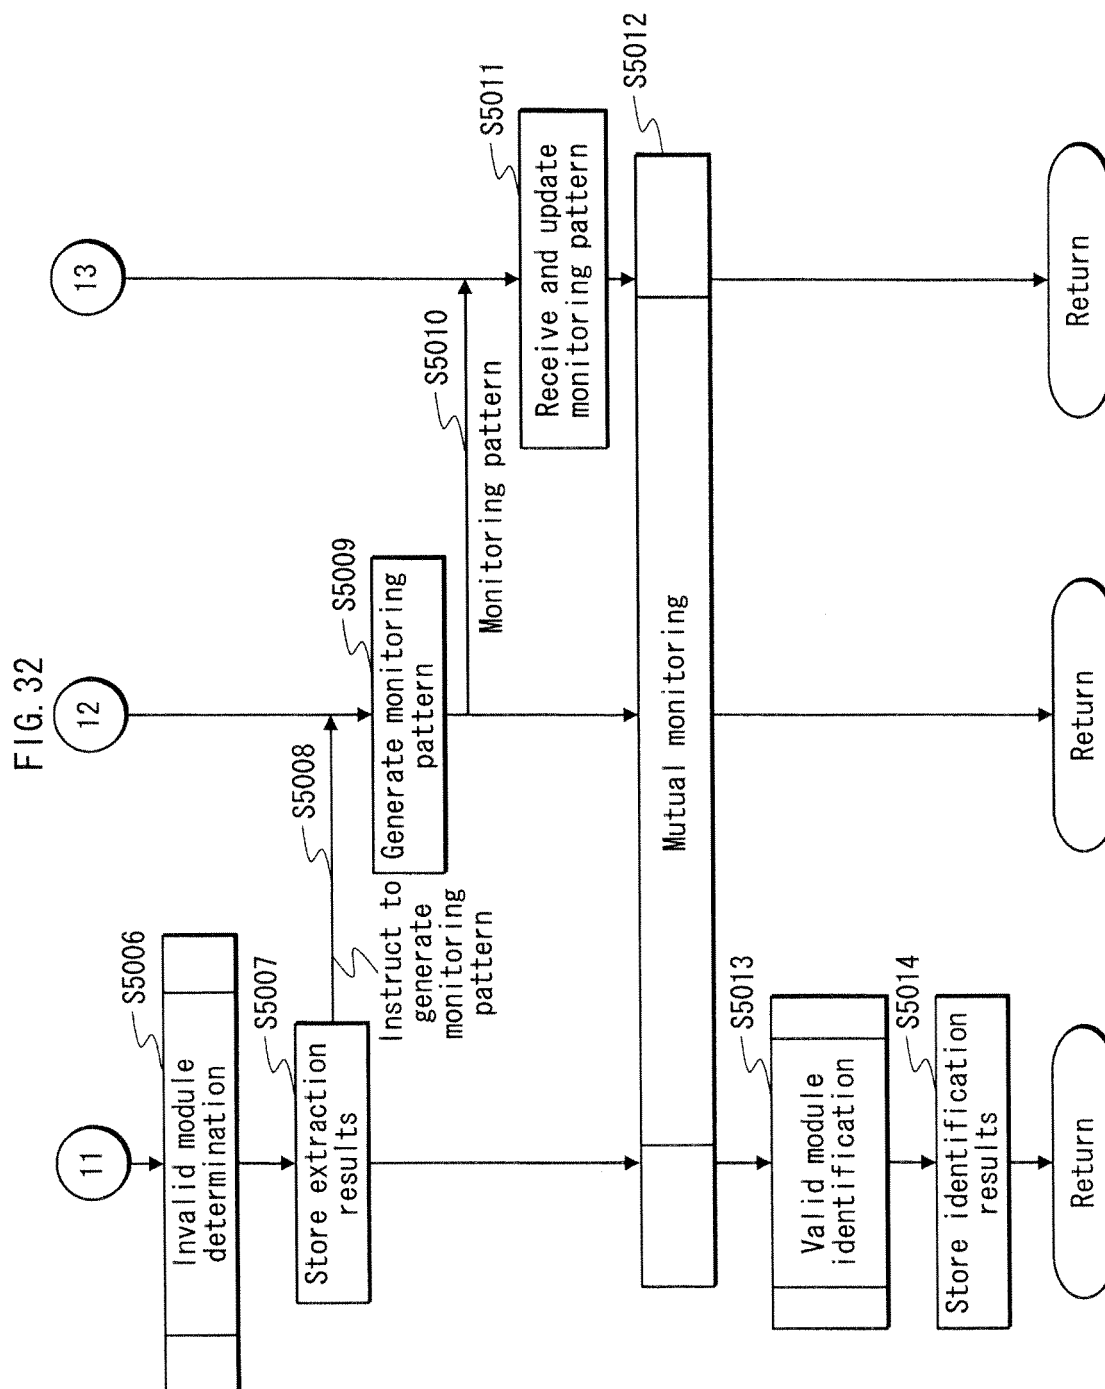 FIG. 32
11
12
13
S5006
Invalid module
determination
S5007
Store extraction
results
S5008
Instruct to
generate
monitoring
pattern
S5009
Generate monitoring
pattern
S5010
Monitoring pattern
S5011
Receive and update
monitoring pattern
S5012
Mutual monitoring
S5013
Valid module
identification
S5014
Store identification
results
Return
Return
Return